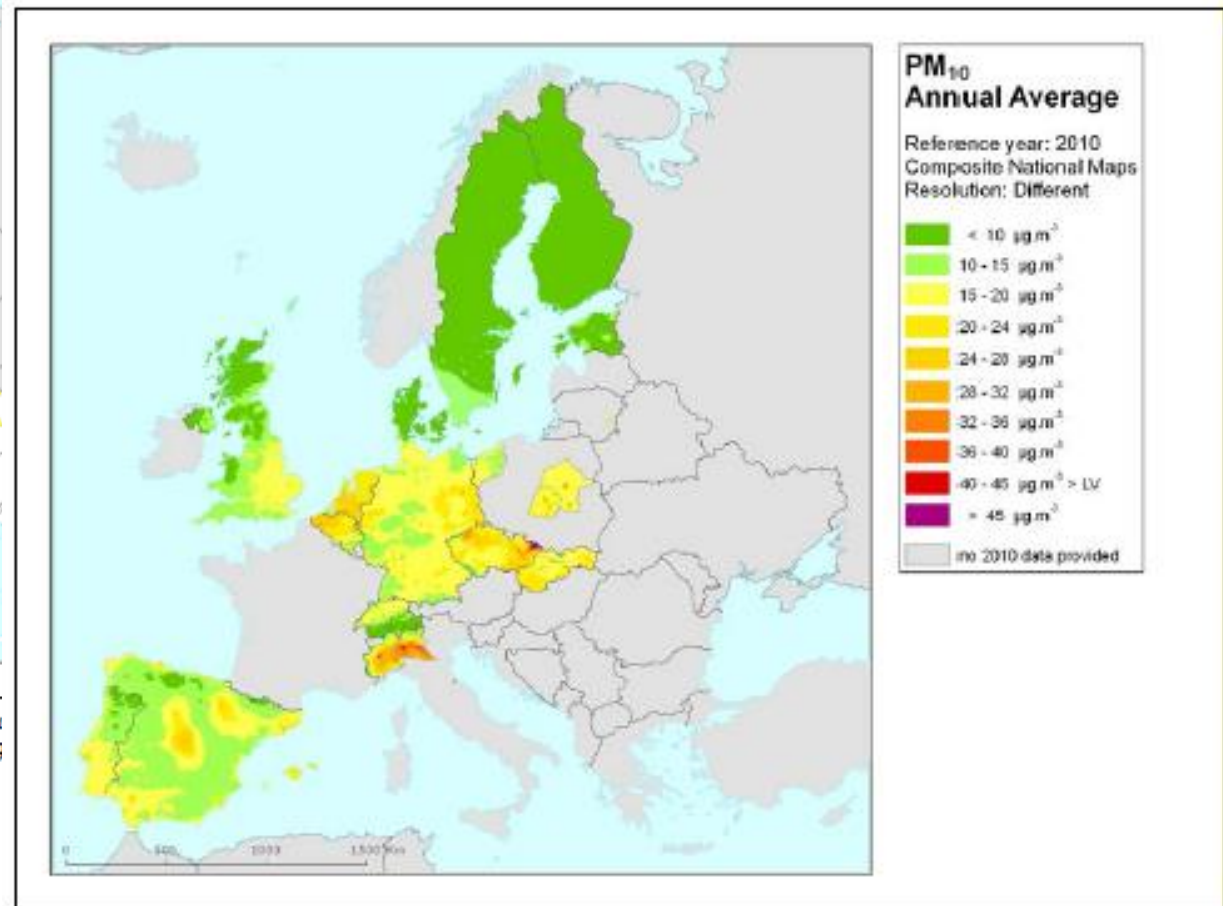 PM₁₀
Annual Average
Reference year: 2010
Composite National Maps
Resolution: Different
< 10 µg.m⁻³
10 - 15 µg.m⁻³
15 - 20 µg.m⁻³
20 - 24 µg.m⁻³
24 - 28 µg.m⁻³
28 - 32 µg.m⁻³
32 - 36 µg.m⁻³
36 - 40 µg.m⁻³
40 - 45 µg.m⁻³ > LV
> 45 µg.m⁻³
no 2010 data provided
0 500 1000 1500 Km